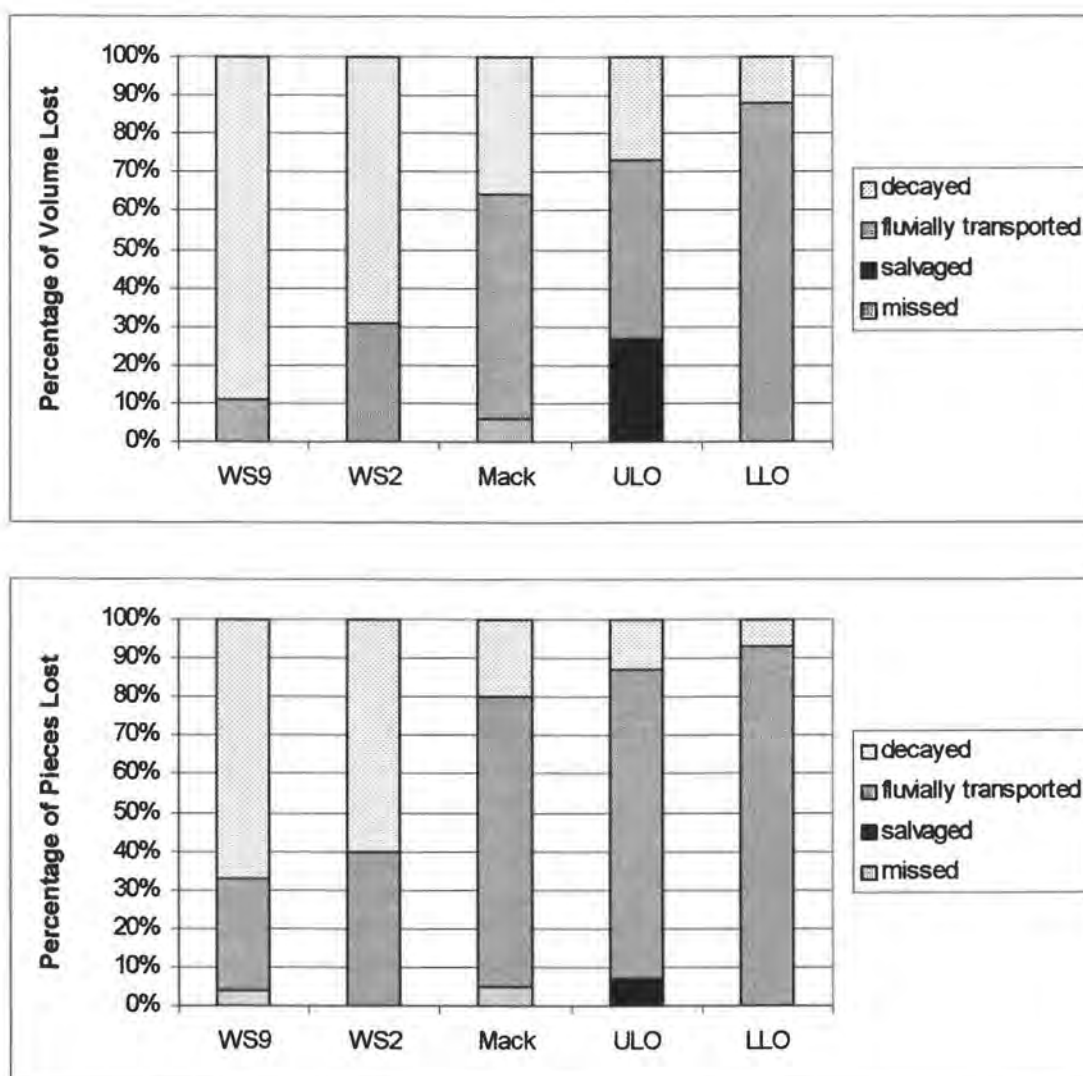 Percentage of Volume Lost
100%
90%
80%
70%
60%
50%
40%
30%
20%
10%
0%
WS9 WS2 Mack ULO LLO
decayed
fluvially transported
salvaged
missed
Percentage of Pieces Lost
100%
90%
80%
70%
60%
50%
40%
30%
20%
10%
0%
WS9 WS2 Mack ULO LLO
decayed
fluvially transported
salvaged
missed